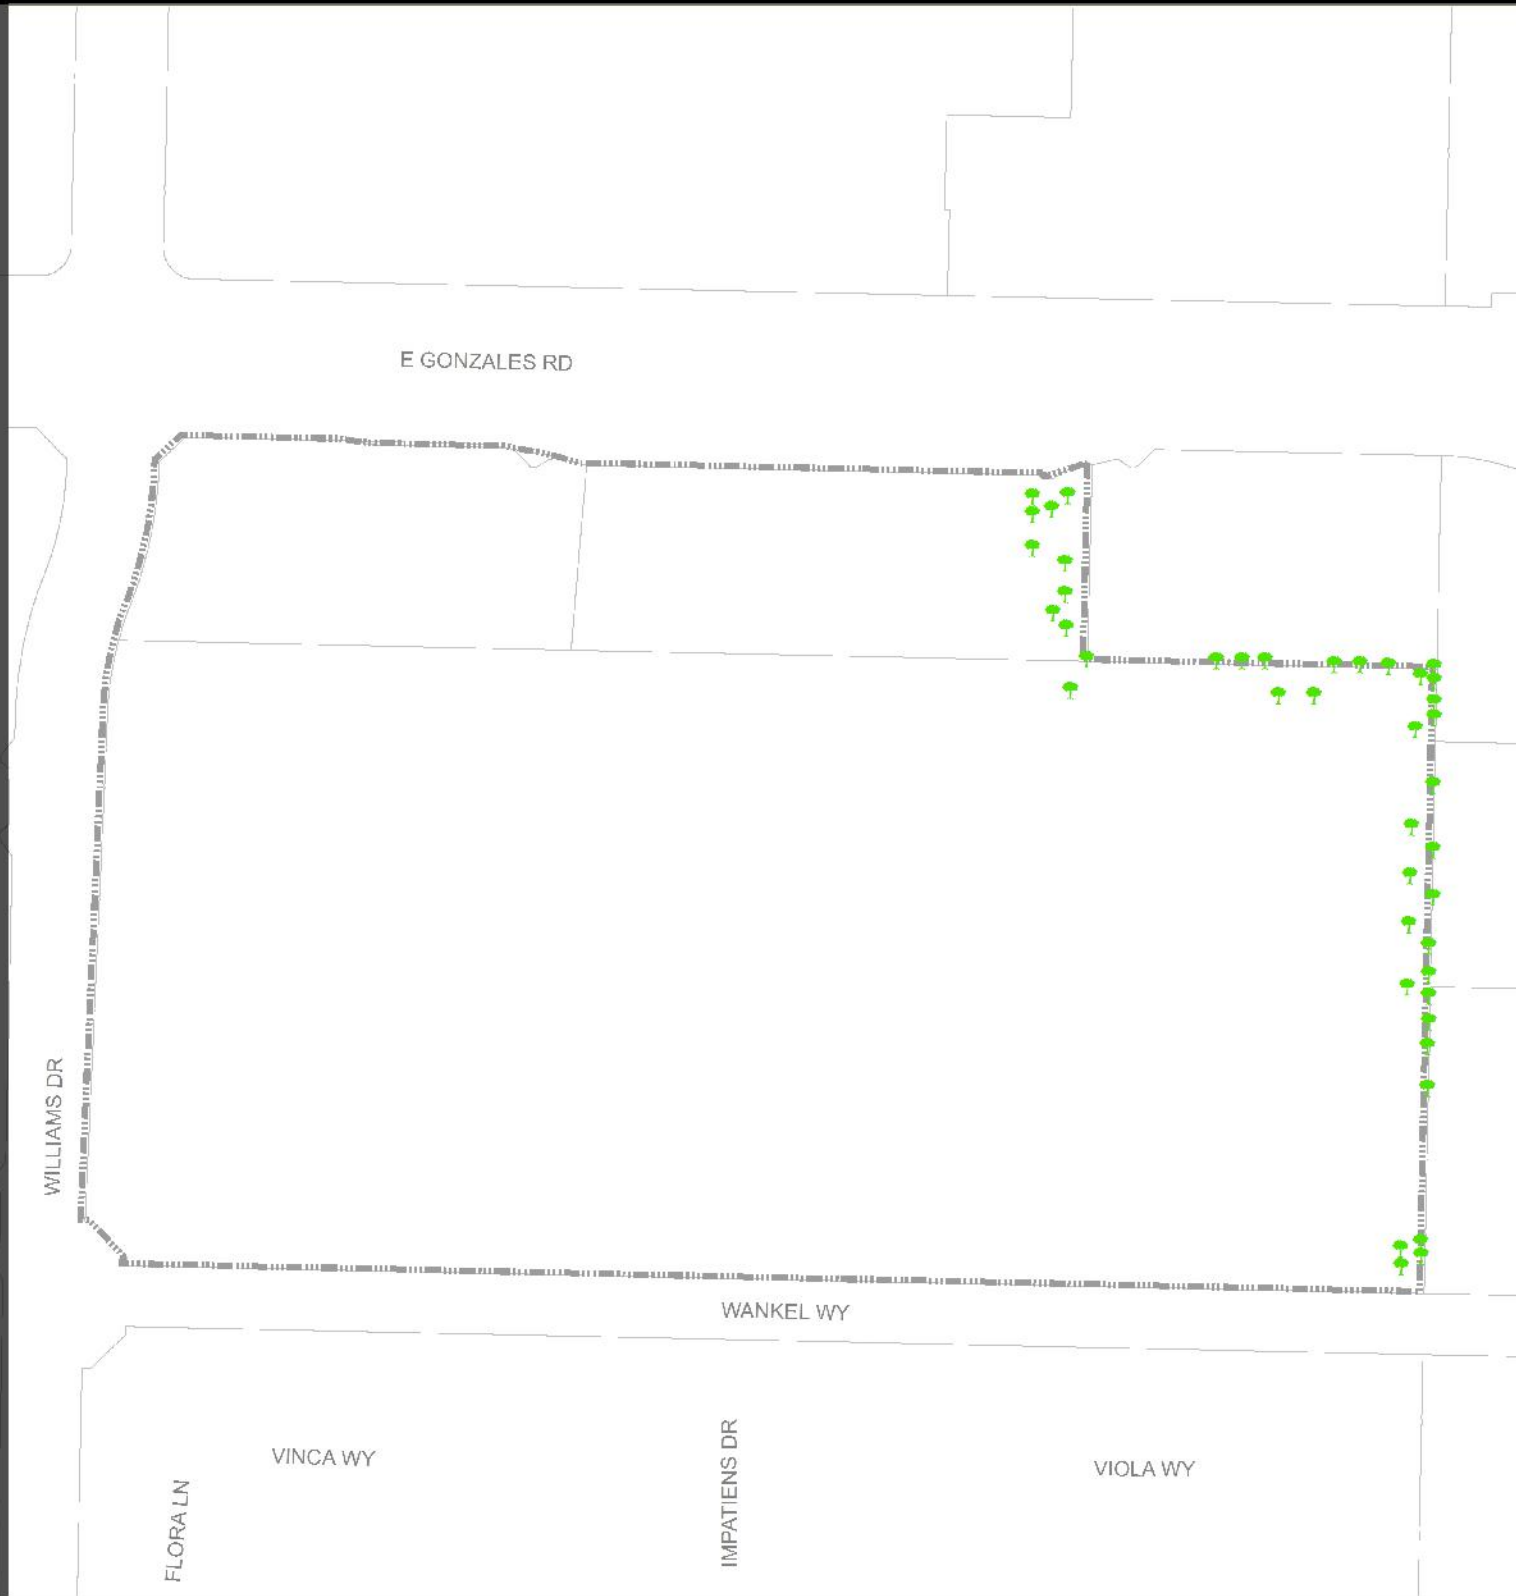 E GONZALES RD
WILLIAMS DR
WANKEL WY
VINCA WY
VIOLA WY
IMPATIENS DR
FLORA LN